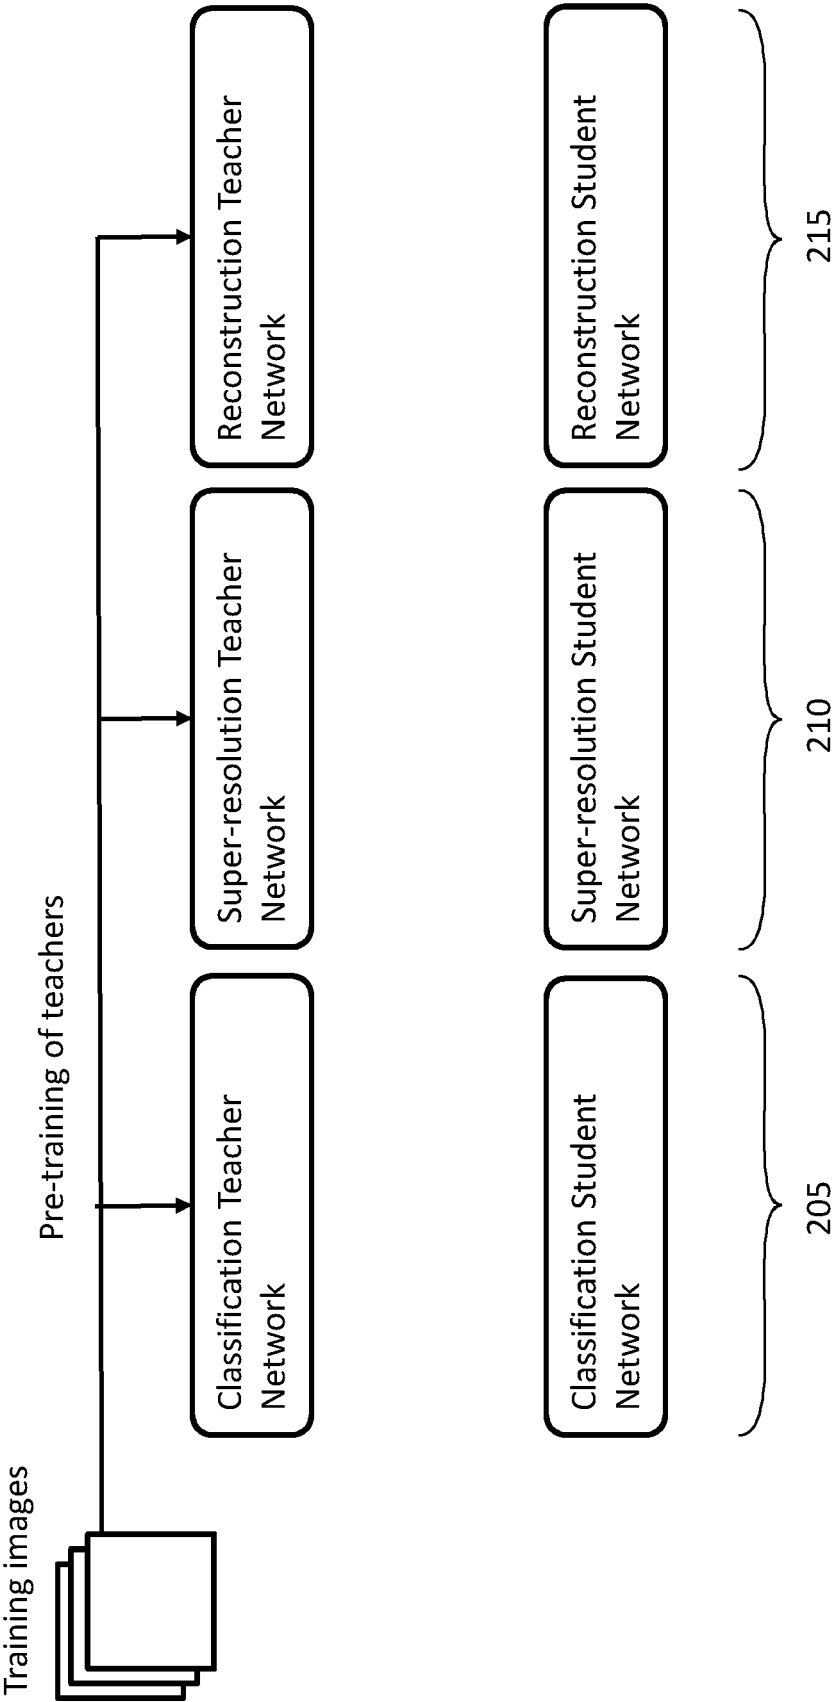 Training images
Pre-training of teachers
Classification Teacher
Network
Super-resolution Teacher
Network
Reconstruction Teacher
Network
Classification Student
Network
Super-resolution Student
Network
Reconstruction Student
Network
205
210
215